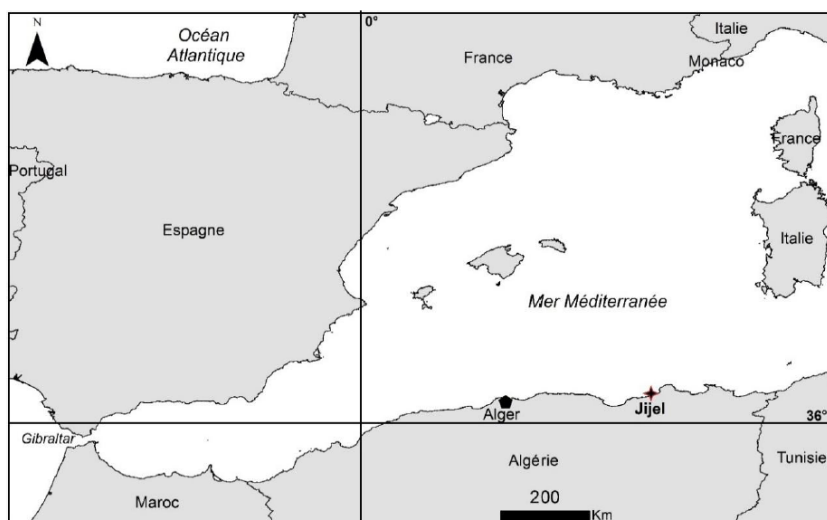 N
0°
Océan
Atlantique
Italie
France
Monaco
France
Portugal
Espagne
Italie
Mer Méditerranée
Alger
Jijel
36°
Gibraltar
Algérie
Tunisie
Maroc
200
Km